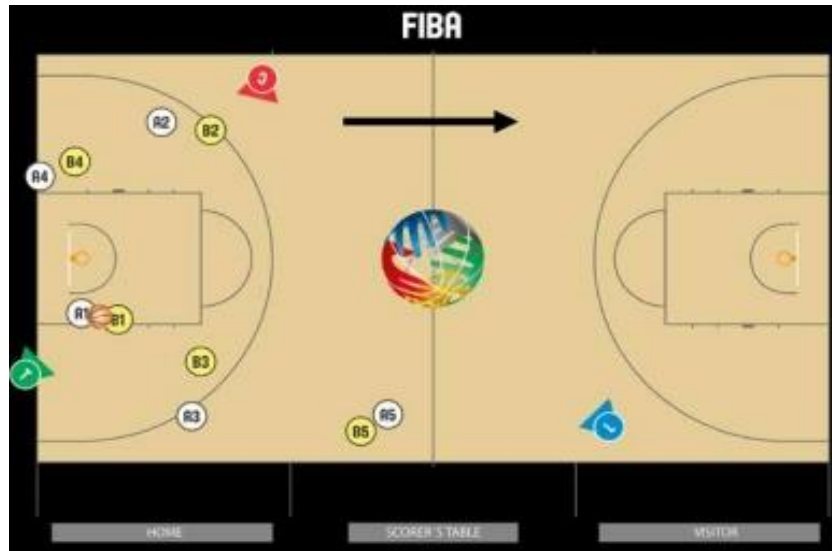 FIBA
C
A2
B2
B4
A4
A1
B1
T
B3
A3
A5
B5
L
HOME
SCORER'S TABLE
VISITOR